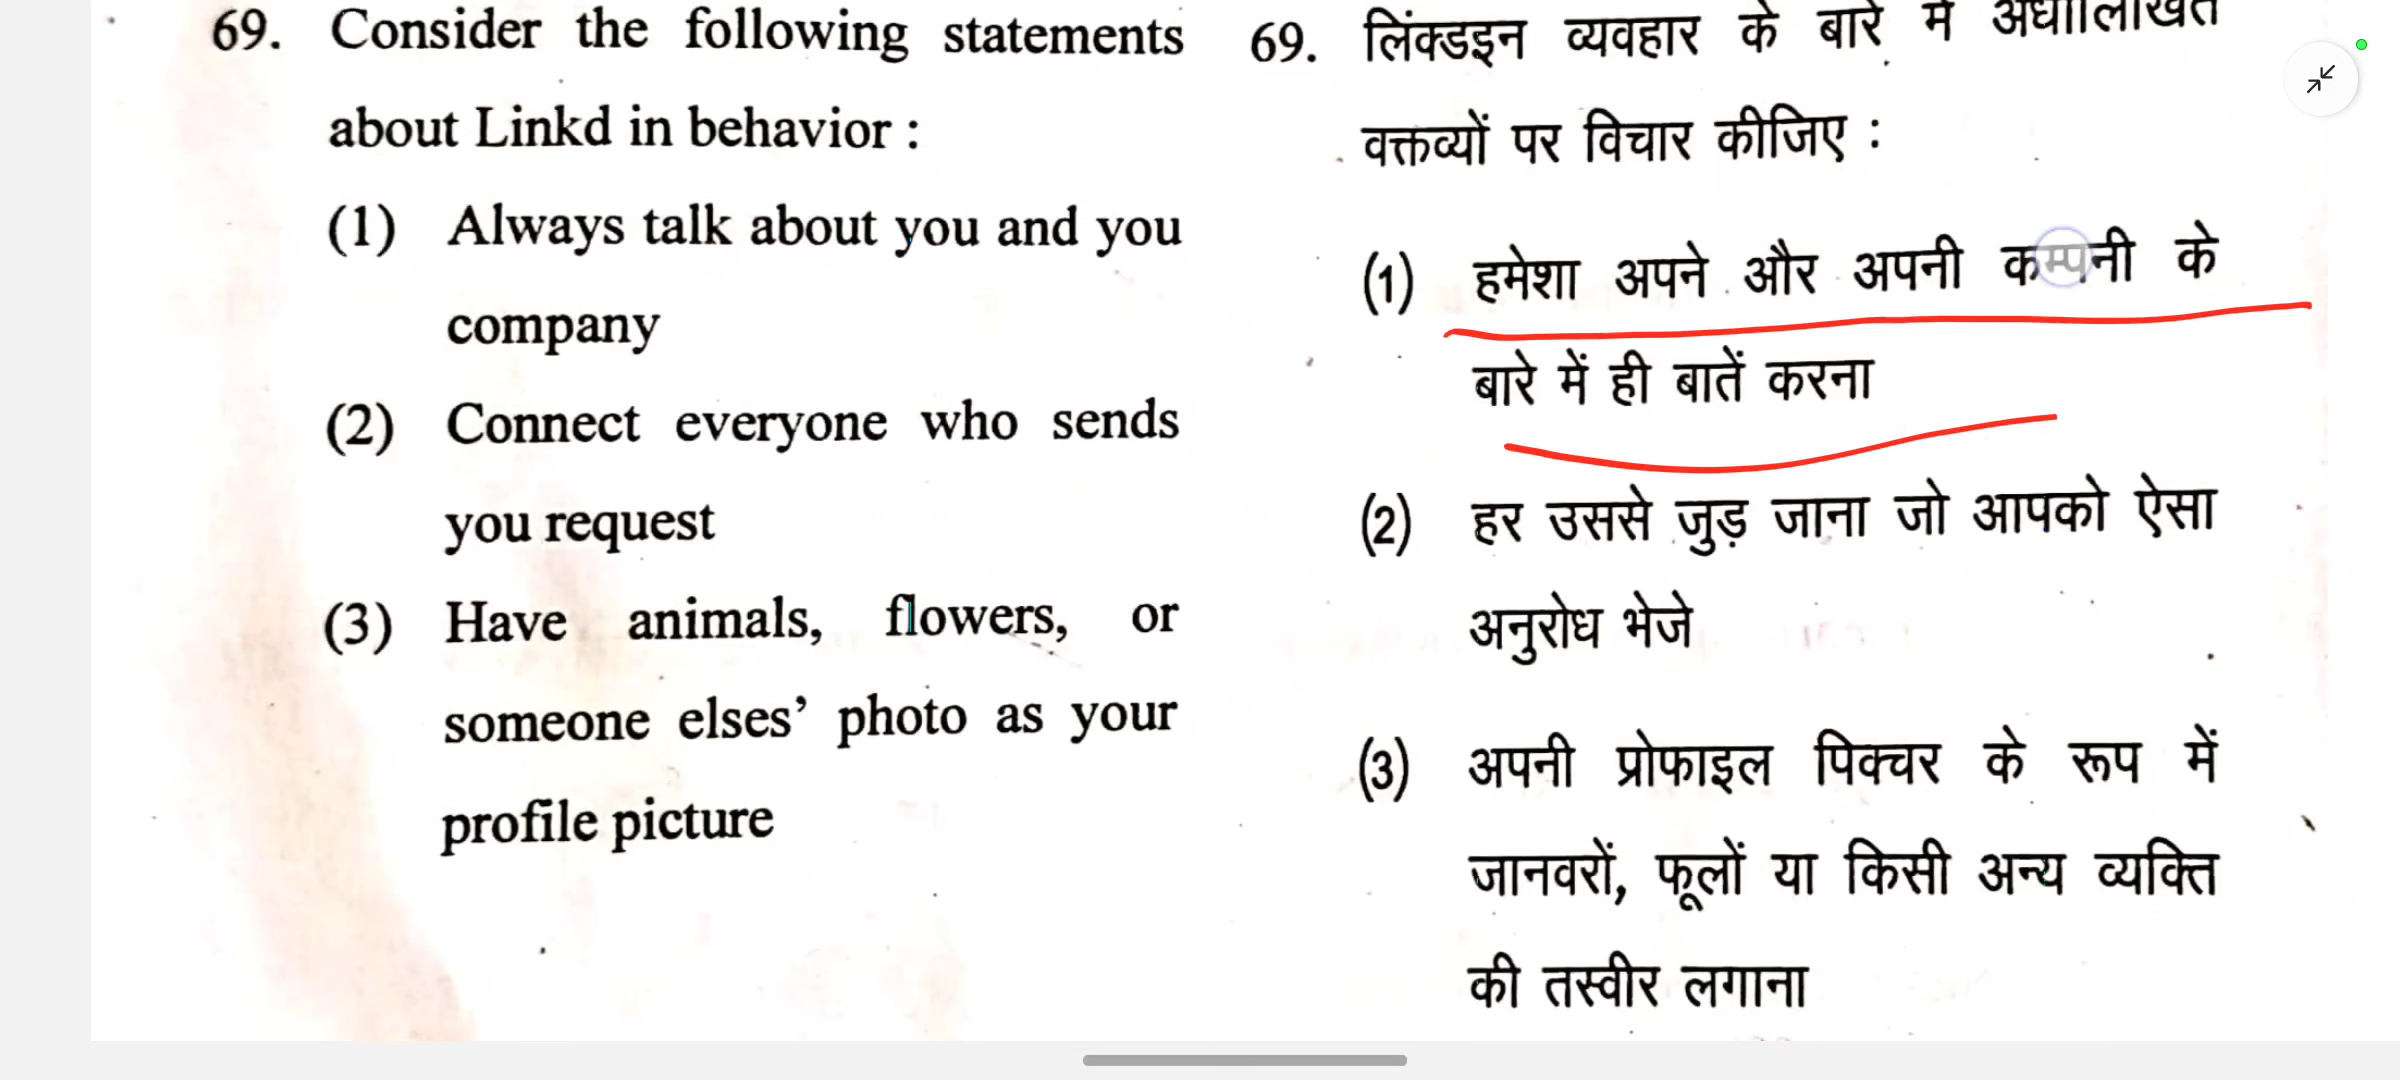 69. Consider the following statements
about Linkd in behavior :
(1) Always talk about you and you
company
(2) Connect everyone who sends
you request
(3) Have animals, flowers, or
someone elses’ photo as your
profile picture
69. लिंक्डइन व्यवहार के बारे में अधोलिखित
वक्तव्यों पर विचार कीजिए :
(1) हमेशा अपने और अपनी कम्पनी के
बारे में ही बातें करना
(2) हर उससे जुड़ जाना जो आपको ऐसा
अनुरोध भेजे
(3) अपनी प्रोफाइल पिक्चर के रूप में
जानवरों, फूलों या किसी अन्य व्यक्ति
की तस्वीर लगाना